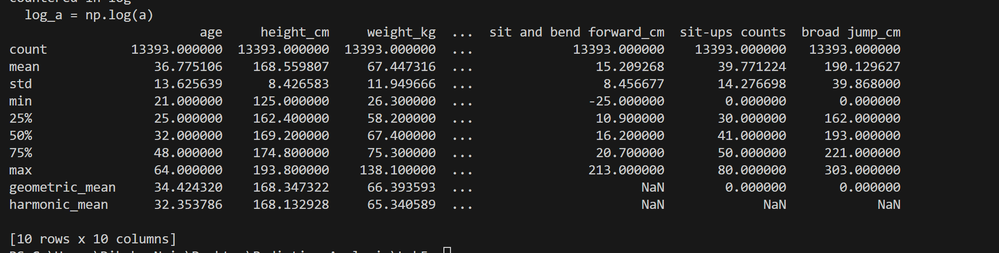 countered in log
  log_a = np.log(a)
                age   height_cm   weight_kg  ...  sit and bend forward_cm  sit-ups counts  broad jump_cm
count  13393.000000  13393.000000  13393.000000  ...  13393.000000  13393.000000  13393.000000
mean  36.775106  168.559807  67.447316  ...  15.209268  39.771224  190.129627
std  13.625639  8.426583  11.949666  ...  8.456677  14.276698  39.868000
min  21.000000  125.000000  26.300000  ...  -25.000000  0.000000  0.000000
25%  25.000000  162.400000  58.200000  ...  10.900000  30.000000  162.000000
50%  32.000000  169.200000  67.400000  ...  16.200000  41.000000  193.000000
75%  48.000000  174.800000  75.300000  ...  20.700000  50.000000  221.000000
max  64.000000  193.800000  138.100000  ...  213.000000  80.000000  303.000000
geometric_mean  34.424320  168.347322  66.393593  ...  NaN  0.000000  0.000000
harmonic_mean  32.353786  168.132928  65.340589  ...  NaN  NaN  NaN
[10 rows x 10 columns]